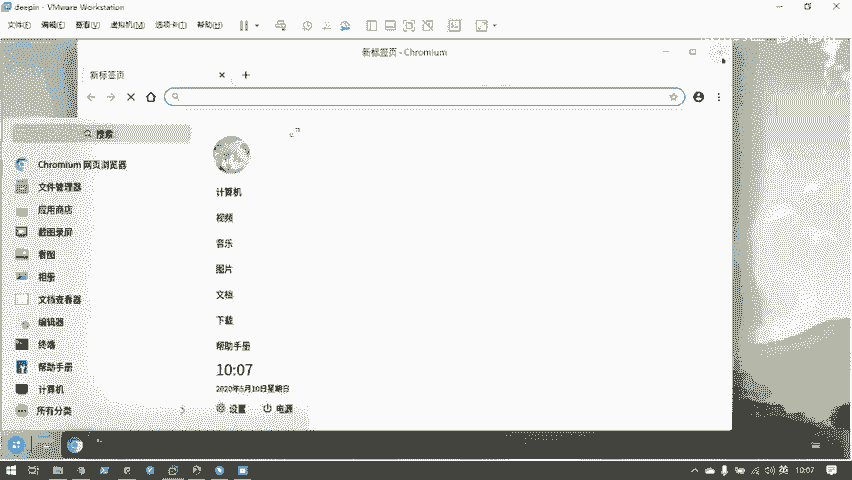 deepin - VMware Workstation
文件(F) 编辑(E) 查看(V) 虚拟机(M) 选项卡(T) 帮助(H)
新标签页 - Chromium
新标签页
搜索
Chromium 网页浏览器
文件管理器
应用商店
截图录屏
看图
相册
文档查看器
编辑器
终端
帮助手册
计算机
所有分类
计算机
视频
音乐
图片
文档
下载
帮助手册
10:07
2020年5月10日星期日
设置 电源
英 10:07